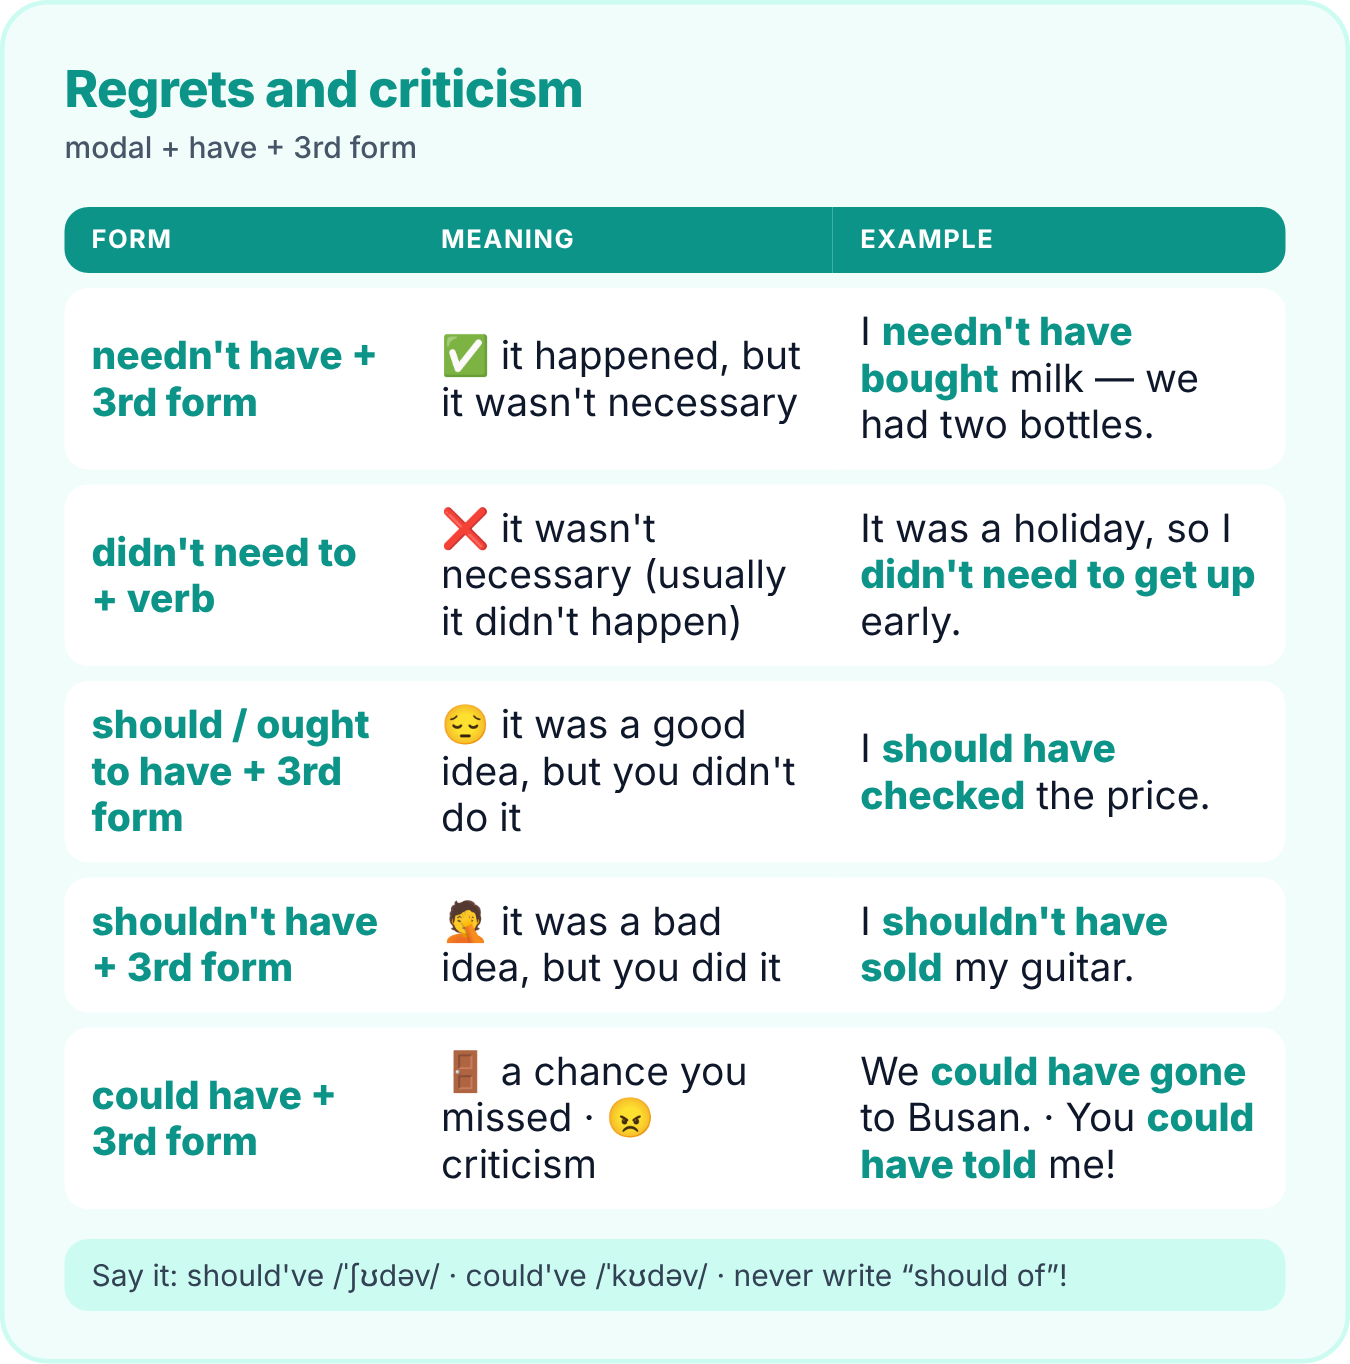 Regrets and criticism
modal + have + 3rd form
FORM
MEANING
EXAMPLE
needn't have +
3rd form
✅ it happened, but
it wasn't necessary
I needn't have
bought milk — we
had two bottles.
didn't need to
+ verb
❌ it wasn't
necessary (usually
it didn't happen)
It was a holiday, so I
didn't need to get up
early.
should / ought
to have + 3rd
form
😔 it was a good
idea, but you didn't
do it
I should have
checked the price.
shouldn't have
+ 3rd form
🤦 it was a bad
idea, but you did it
I shouldn't have
sold my guitar.
could have +
3rd form
🚪 a chance you
missed · 😠
criticism
We could have gone
to Busan. · You could
have told me!
Say it: should've /ˈʃʊdəv/ · could've /ˈkʊdəv/ · never write “should of”!